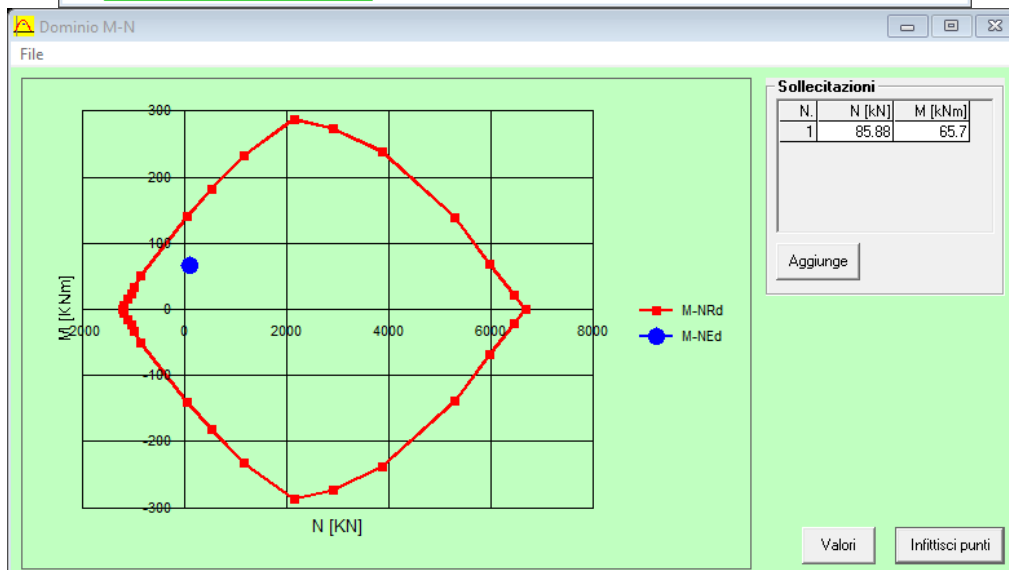 Dominio M-N
File
Sollecitazioni
N. N [kN] M [kNm]
1 85.88 65.7
Aggiunge
300
200
100
0
-100
-200
-300
M [KNm]
-2000 0 2000 4000 6000 8000
N [KN]
M-NRd
M-NEd
Valori
Infittisci punti